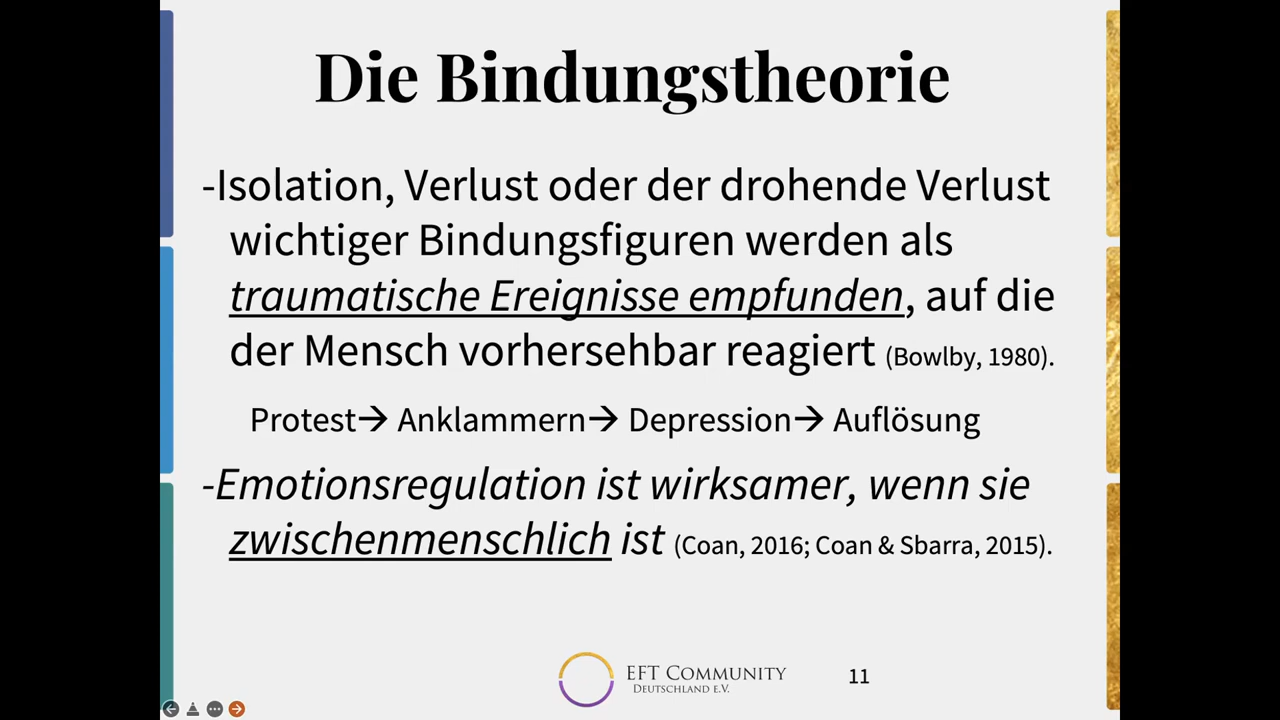 Die Bindungstheorie
-Isolation, Verlust oder der drohende Verlust
wichtiger Bindungsfiguren werden als
traumatische Ereignisse empfunden, auf die
der Mensch vorhersehbar reagiert (Bowlby, 1980).
Protest→ Anklammern→ Depression→ Auflösung
-Emotionsregulation ist wirksamer, wenn sie
zwischenmenschlich ist (Coan, 2016; Coan & Sbarra, 2015).
EFT Community
Deutschland e.V.
11